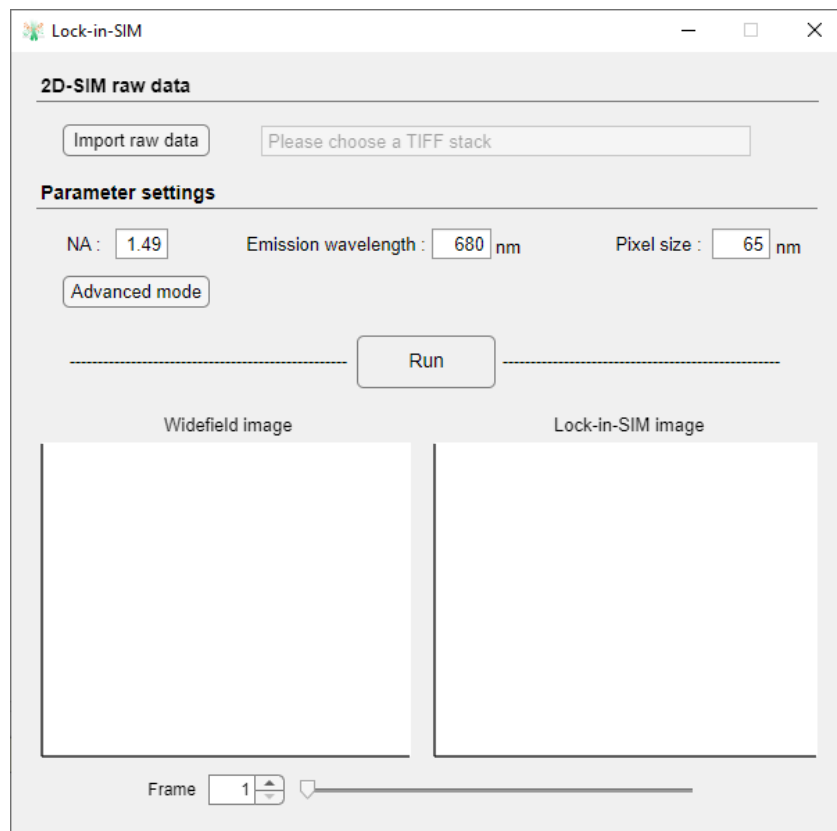 Lock-in-SIM
2D-SIM raw data
Import raw data Please choose a TIFF stack
Parameter settings
NA : 1.49 Emission wavelength : 680 nm Pixel size : 65 nm
Advanced mode
Run
Widefield image Lock-in-SIM image
Frame 1